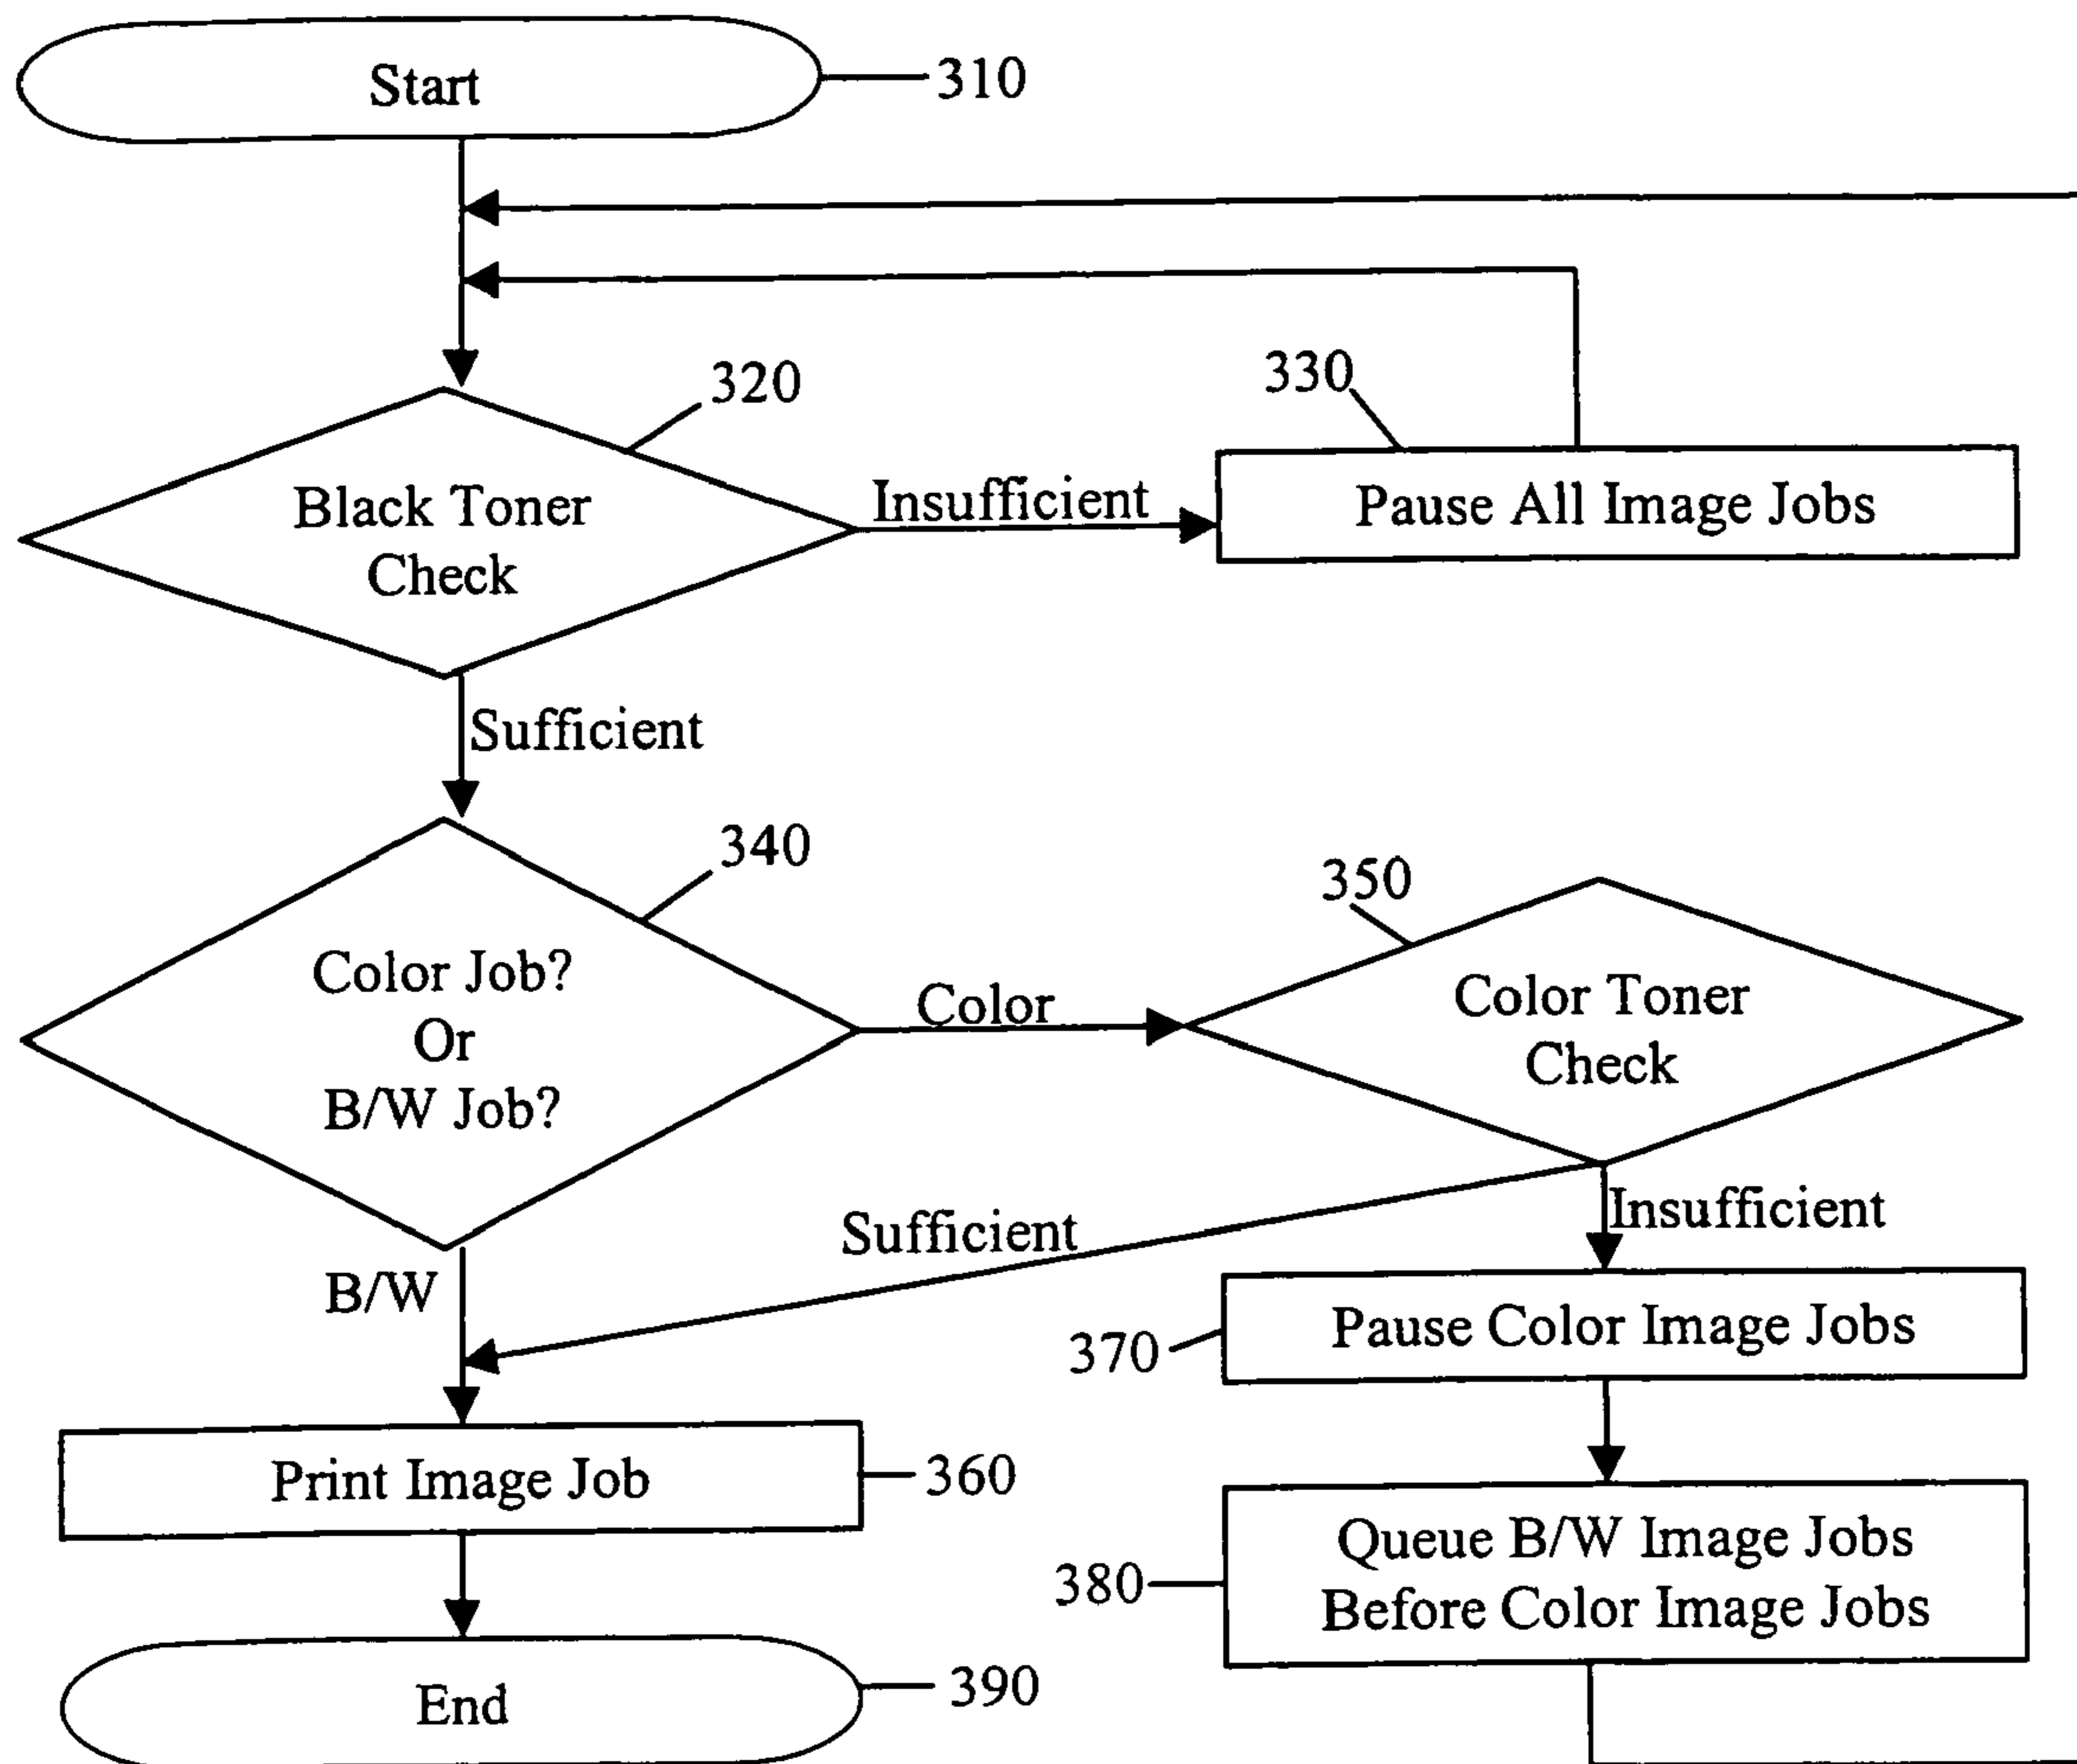 Start
310
320
330
Black Toner
Check
Insufficient
Pause All Image Jobs
Sufficient
340
350
Color Job?
Or
B/W Job?
Color
Color Toner
Check
Sufficient
Insufficient
B/W
Pause Color Image Jobs
370
Print Image Job
360
Queue B/W Image Jobs
Before Color Image Jobs
380
End
390